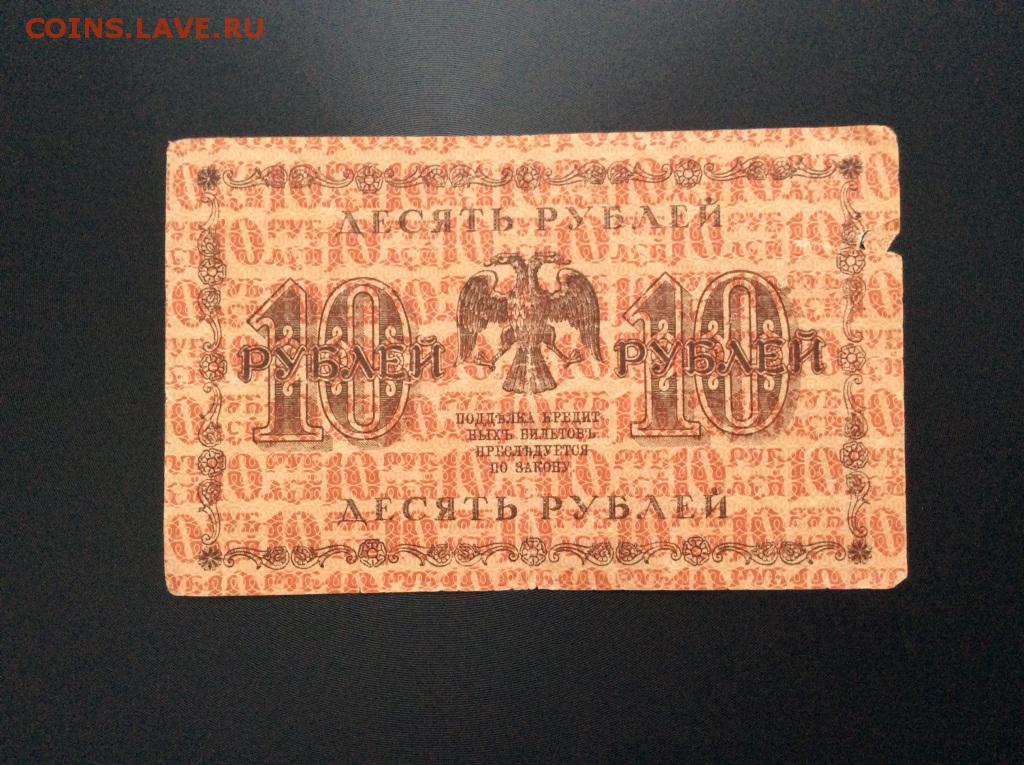 COINS.LAVE.RU
ДЕСЯТЬ РУБЛЕЙ
10 10
РУБЛЕЙ РУБЛЕЙ
ПОДДѢЛКА КРЕДИТ
НЫХЪ БИЛЕТОВЪ
ПРЕСЛѢДУЕТСЯ
ПО ЗАКОНУ
ДЕСЯТЬ РУБЛЕЙ